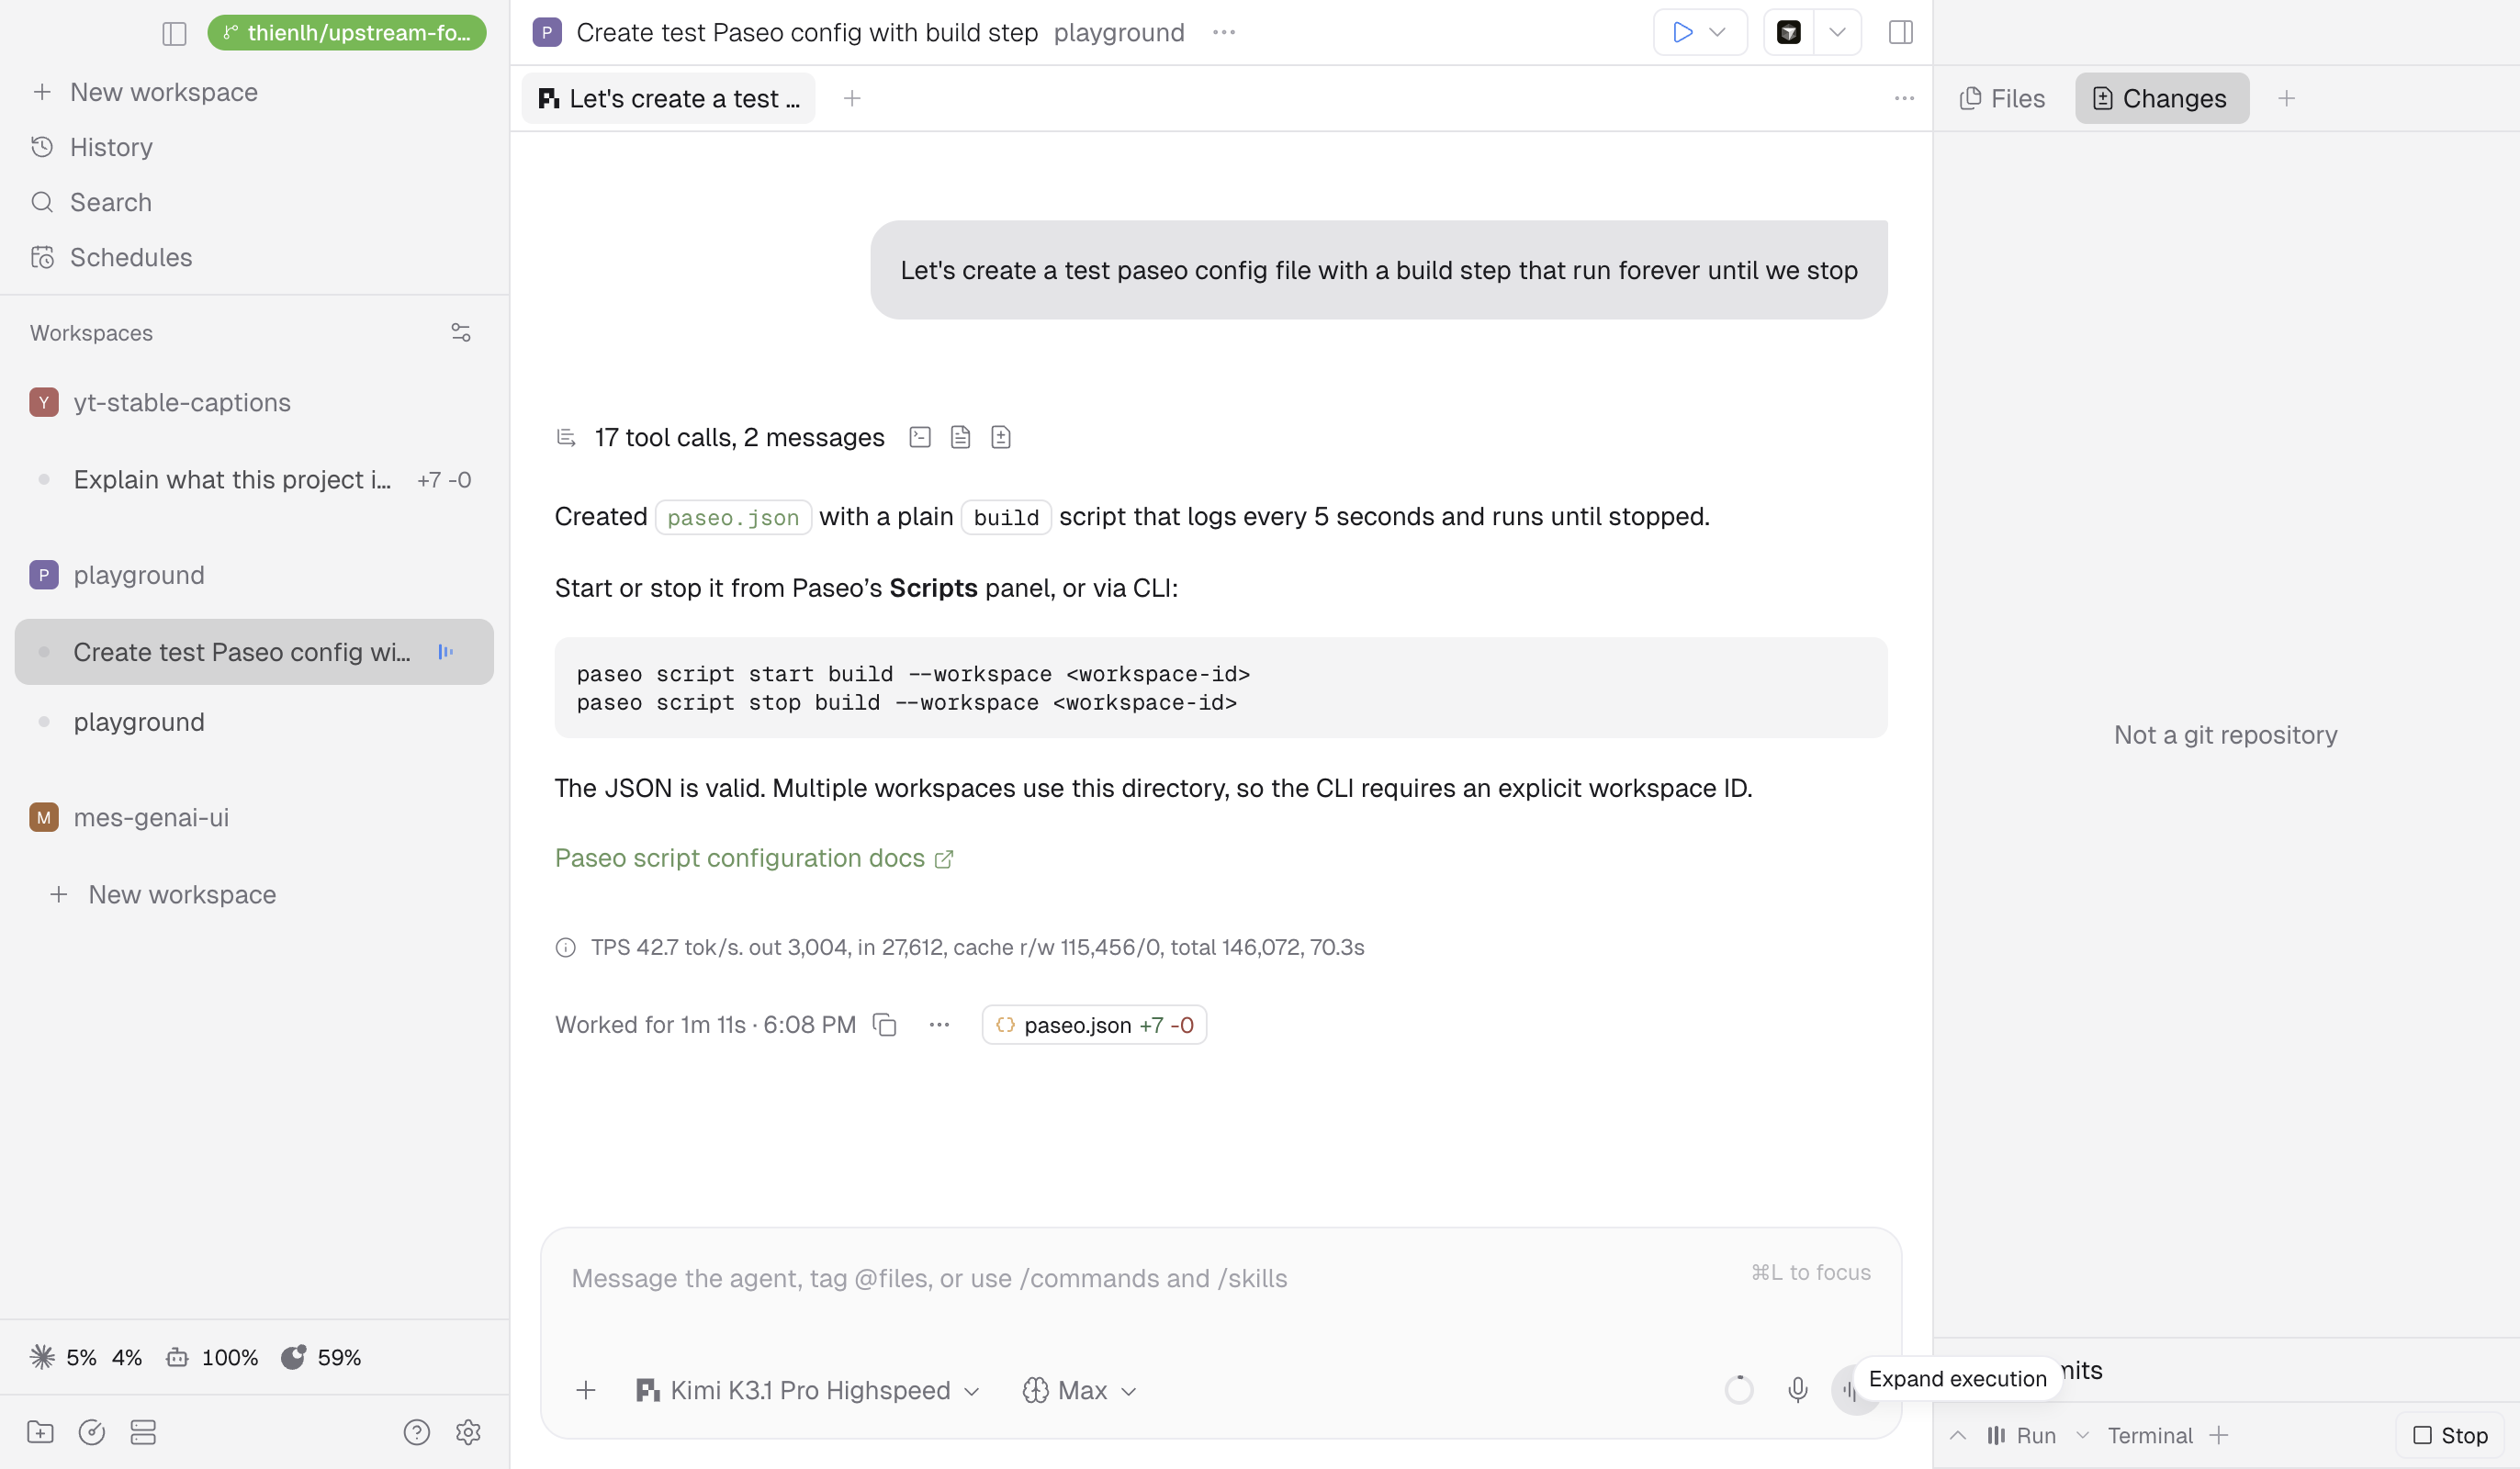 thienlh/upstream-fo...
New workspace
History
Search
Schedules
Workspaces
Y yt-stable-captions
Explain what this project i... +7 -0
P playground
Create test Paseo config wi...
playground
M mes-genai-ui
New workspace
5% 4% 100% 59%
P Create test Paseo config with build step playground
Let's create a test ...
Let's create a test paseo config file with a build step that run forever until we stop
17 tool calls, 2 messages
Created paseo.json with a plain build script that logs every 5 seconds and runs until stopped.
Start or stop it from Paseo’s Scripts panel, or via CLI:
paseo script start build --workspace <workspace-id>
paseo script stop build --workspace <workspace-id>
The JSON is valid. Multiple workspaces use this directory, so the CLI requires an explicit workspace ID.
Paseo script configuration docs
TPS 42.7 tok/s. out 3,004, in 27,612, cache r/w 115,456/0, total 146,072, 70.3s
Worked for 1m 11s · 6:08 PM paseo.json +7 -0
Message the agent, tag @files, or use /commands and /skills
⌘L to focus
Kimi K3.1 Pro Highspeed Max
Files Changes
Not a git repository
Expand execution
Run Terminal Stop